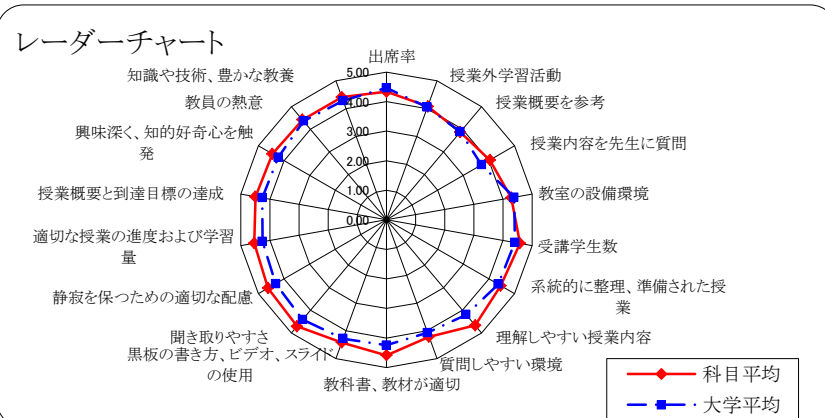 レーダーチャート
出席率
授業外学習活動
授業概要を参考
授業内容を先生に質問
教室の設備環境
受講学生数
系統的に整理、準備された授
業
理解しやすい授業内容
質問しやすい環境
教科書、教材が適切
黒板の書き方、ビデオ、スライド
の使用
聞き取りやすさ
静寂を保つための適切な配慮
適切な授業の進度および学習
量
授業概要と到達目標の達成
興味深く、知的好奇心を触
発
教員の熱意
知識や技術、豊かな教養
5.00
4.00
3.00
2.00
1.00
0.00
科目平均
大学平均